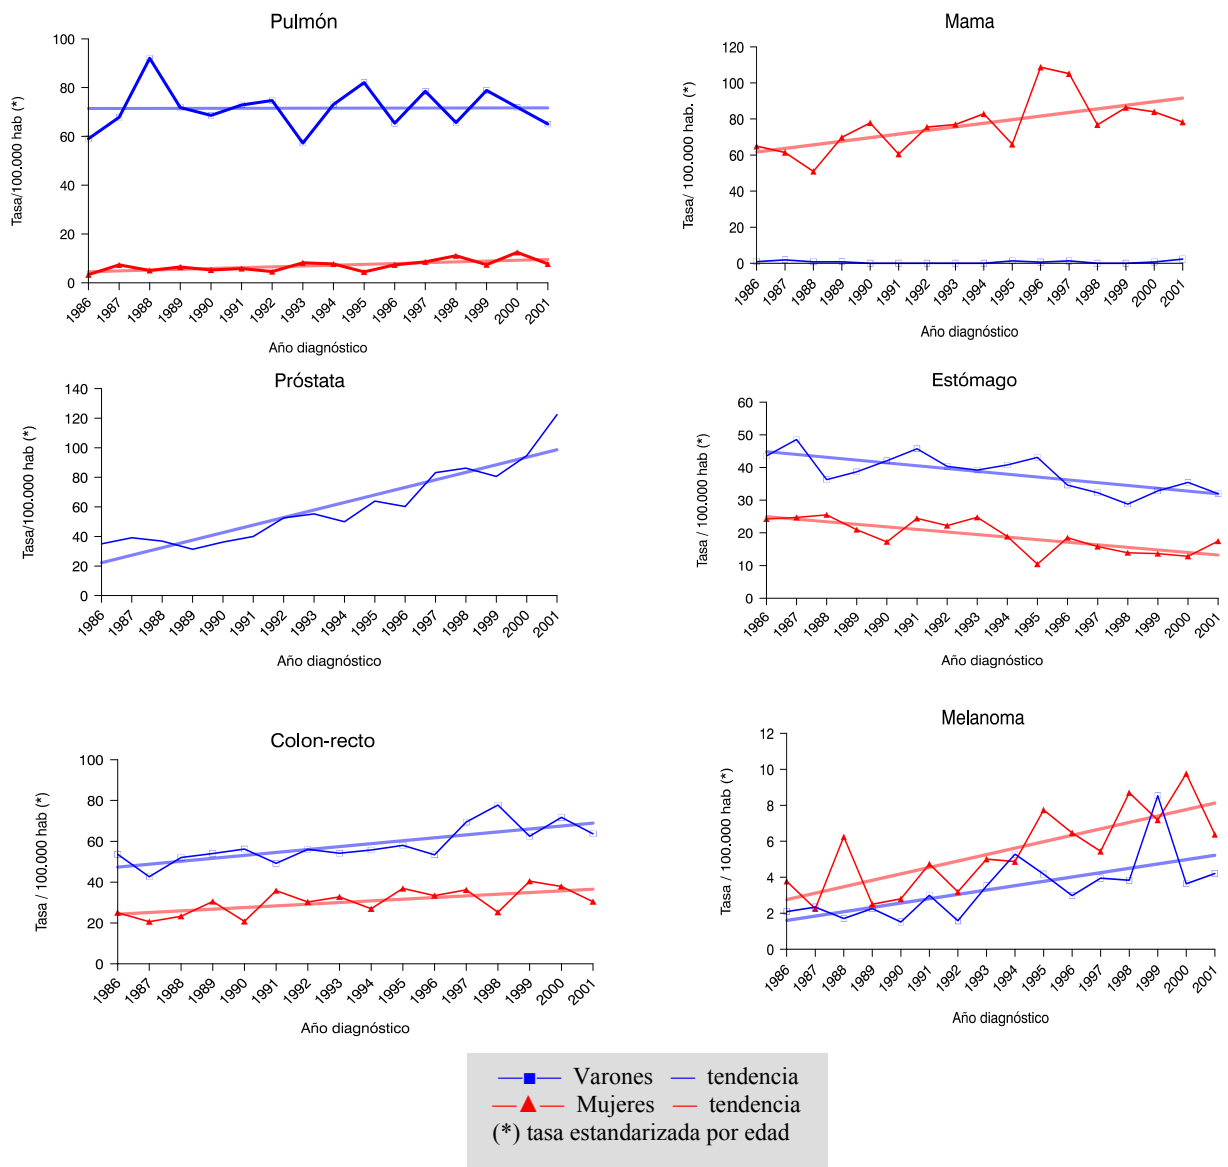 Pulmón
Tasa/100.000 hab (*)
100
80
60
40
20
0
1986 1987 1988 1989 1990 1991 1992 1993 1994 1995 1996 1997 1998 1999 2000 2001
Año diagnóstico
Mama
Tasa/ 100.000 hab. (*)
120
100
80
60
40
20
0
1986 1987 1988 1989 1990 1991 1992 1993 1994 1995 1996 1997 1998 1999 2000 2001
Año diagnóstico
Próstata
Tasa/100.000 hab (*)
140
120
100
80
60
40
20
0
1986 1987 1988 1989 1990 1991 1992 1993 1994 1995 1996 1997 1998 1999 2000 2001
Año diagnóstico
Estómago
Tasa / 100.000 hab (*)
60
50
40
30
20
10
0
1986 1987 1988 1989 1990 1991 1992 1993 1994 1995 1996 1997 1998 1999 2000 2001
Año diagnóstico
Colon-recto
Tasa / 100.000 hab (*)
100
80
60
40
20
0
1986 1987 1988 1989 1990 1991 1992 1993 1994 1995 1996 1997 1998 1999 2000 2001
Año diagnóstico
Melanoma
Tasa / 100.000 hab (*)
12
10
8
6
4
2
0
1986 1987 1988 1989 1990 1991 1992 1993 1994 1995 1996 1997 1998 1999 2000 2001
Año diagnóstico
Varones tendencia
Mujeres tendencia
(*) tasa estandarizada por edad